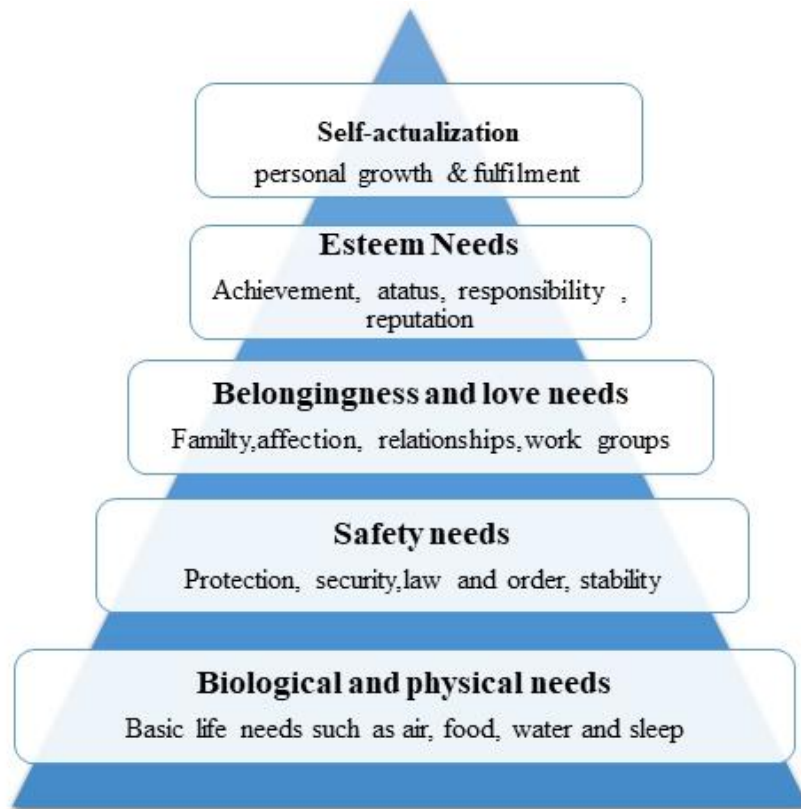 Self-actualization
personal growth & fulfilment
Esteem Needs
Achievement, atatus, responsibility ,
reputation
Belongingness and love needs
Familty,affection, relationships,work groups
Safety needs
Protection, security,law and order, stability
Biological and physical needs
Basic life needs such as air, food, water and sleep